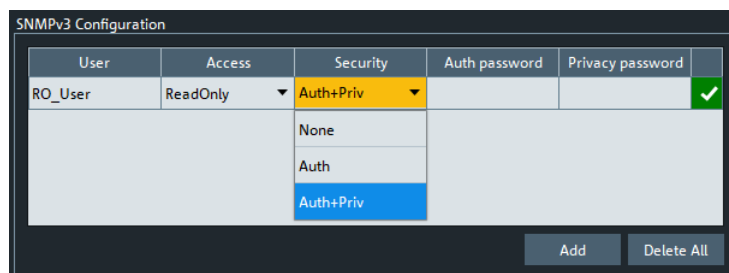 SNMPv3 Configuration
User Access Security Auth password Privacy password
RO_User ReadOnly Auth+Priv
None
Auth
Auth+Priv
Add Delete All